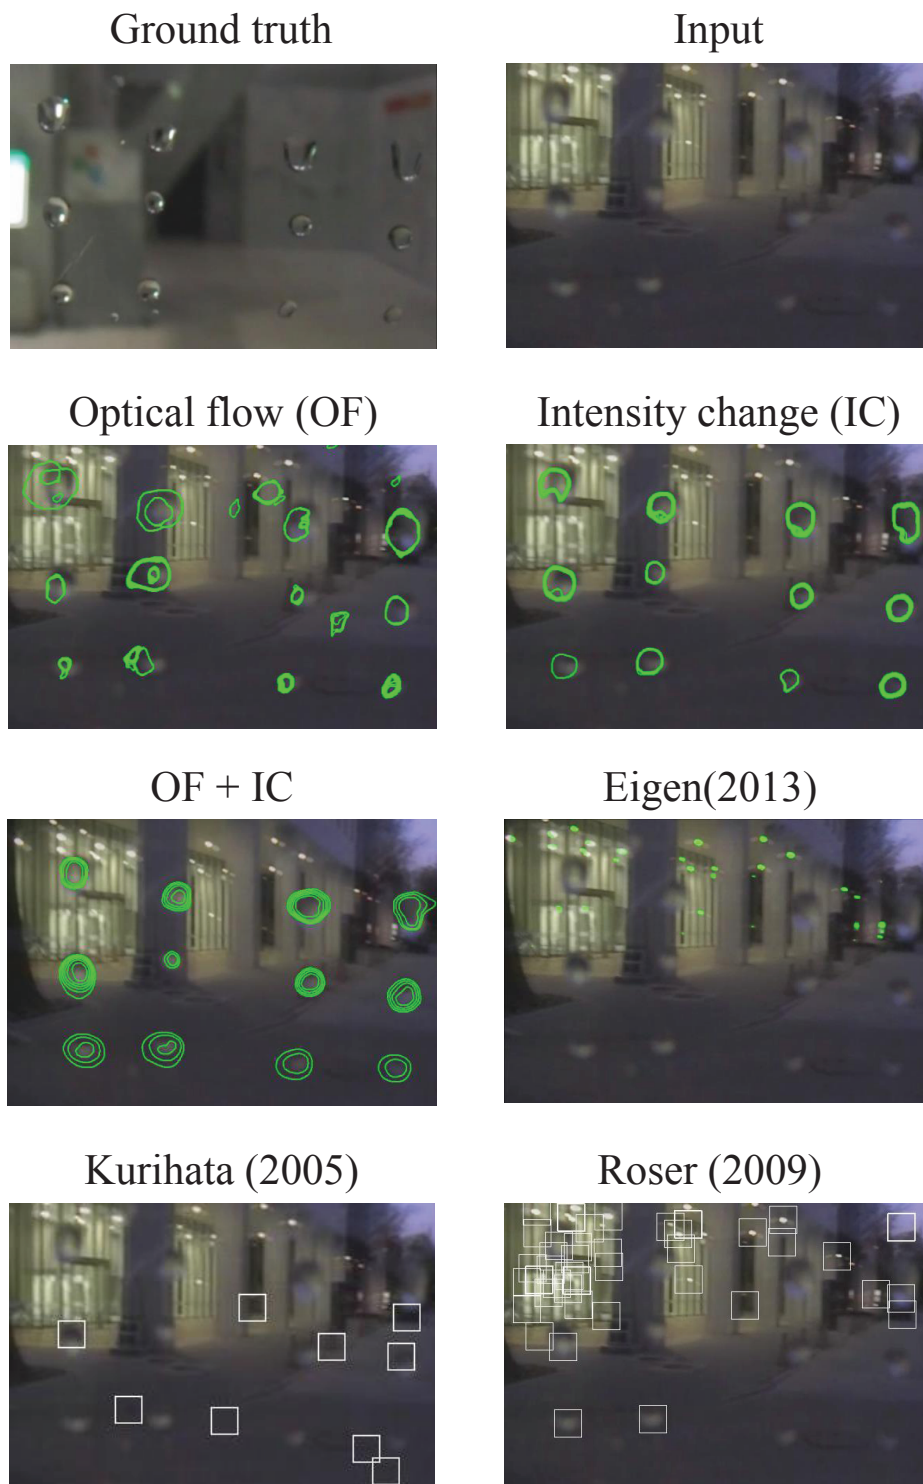 Ground truth
Input
Optical flow (OF)
Intensity change (IC)
OF + IC
Eigen(2013)
Kurihata (2005)
Roser (2009)